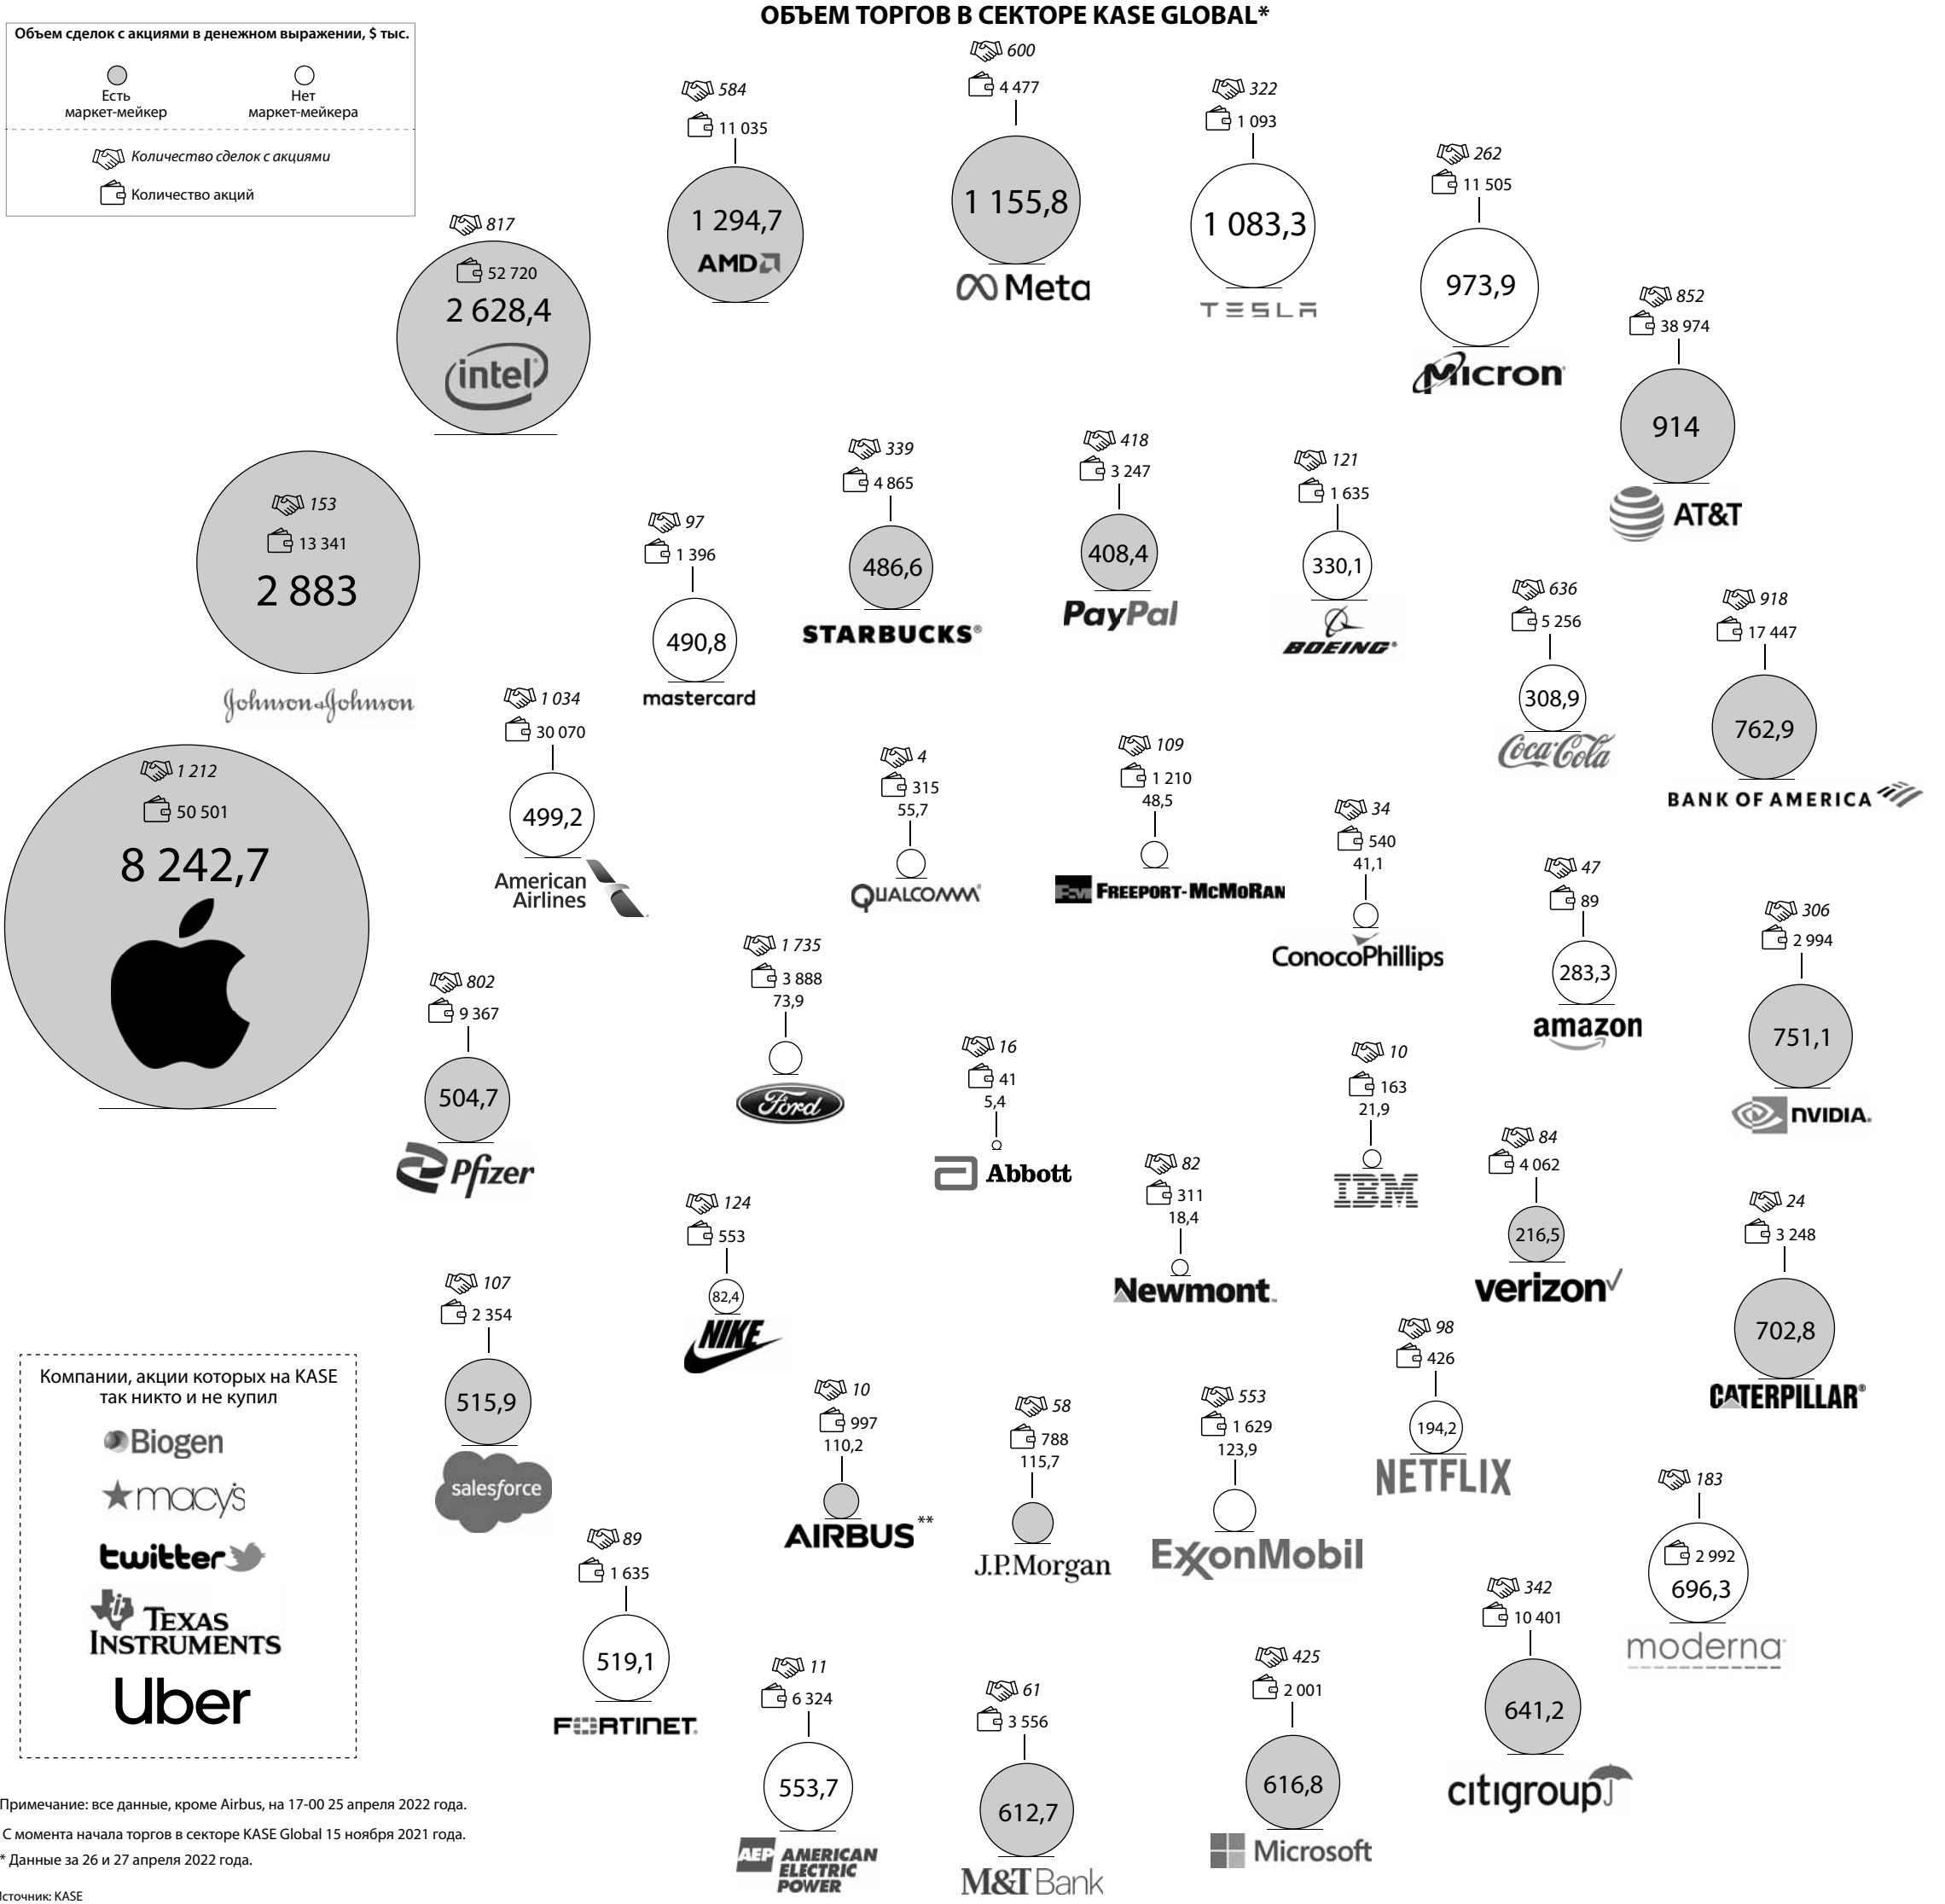 ОБЪЕМ ТОРГОВ В СЕКТОРЕ KASE GLOBAL*
Объем сделок с акциями в денежном выражении, $ тыс.
Есть
маркет-мейкер
Нет
маркет-мейкера
Количество сделок с акциями
Количество акций
817
52 720
2 628,4
intel
584
11 035
1 294,7
AMD
600
4 477
1 155,8
Meta
322
1 093
1 083,3
TESLA
262
11 505
973,9
Micron
852
38 974
914
AT&T
153
13 341
2 883
Johnson & Johnson
97
1 396
490,8
mastercard
339
4 865
486,6
STARBUCKS®
418
3 247
408,4
PayPal
121
1 635
330,1
BOEING®
636
5 256
308,9
Coca-Cola
918
17 447
762,9
BANK OF AMERICA
1 212
50 501
8 242,7
1 034
30 070
499,2
American
Airlines
4
315
55,7
QUALCOMM
109
1 210
48,5
FREEPORT-McMoRAN
34
540
41,1
ConocoPhillips
47
89
283,3
amazon
306
2 994
751,1
NVIDIA.
802
9 367
504,7
Pfizer
1 735
3 888
73,9
Ford
16
41
5,4
Abbott
10
163
21,9
IBM
82
311
18,4
Newmont™
84
4 062
216,5
verizon✓
24
3 248
702,8
CATERPILLAR®
107
2 354
515,9
salesforce
124
553
82,4
NIKE
10
997
110,2
AIRBUS**
58
788
115,7
J.P.Morgan
553
1 629
123,9
ExxonMobil
98
426
194,2
NETFLIX
183
2 992
696,3
moderna
89
1 635
519,1
FORTINET
11
6 324
553,7
AEP AMERICAN
ELECTRIC
POWER
61
3 556
612,7
M&T Bank
425
2 001
616,8
Microsoft
342
10 401
641,2
citigroup
Компании, акции которых на KASE
так никто и не купил
Biogen
macy's
twitter
TEXAS
INSTRUMENTS
Uber
Примечание: все данные, кроме Airbus, на 17-00 25 апреля 2022 года.
С момента начала торгов в секторе KASE Global 15 ноября 2021 года.
* Данные за 26 и 27 апреля 2022 года.
Источник: KASE